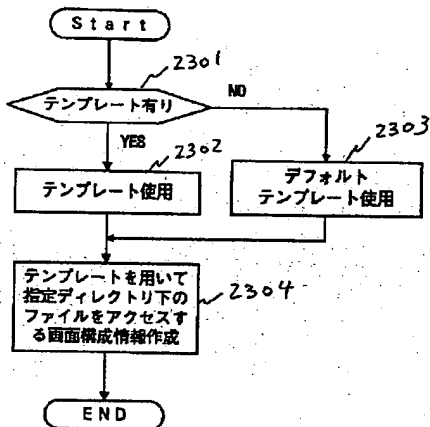 Start
2301
テンプレート有り
NO
YES
2302
2303
テンプレート使用
デフォルト
テンプレート使用
テンプレートを用いて
指定ディレクトリ下の
ファイルをアクセスす
る画面構成情報作成
2304
END